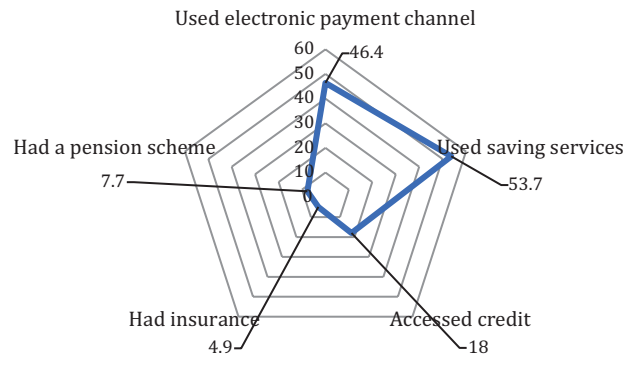 Used electronic payment channel
60
46.4
50
40
30
20
10
0
Had a pension scheme
Used saving services
7.7
53.7
Had insurance
Accessed credit
4.9
18